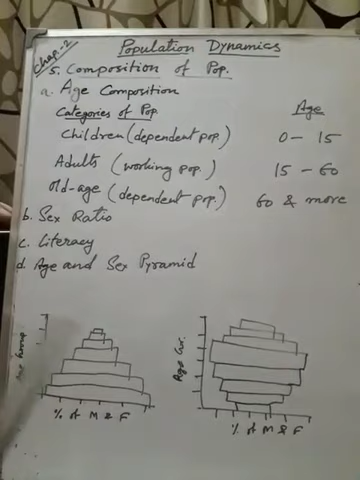 Chap-2
Population Dynamics
5. Composition of Pop.
a. Age Composition
Categories of Pop. Age
Children (dependent pop.) 0 - 15
Adults (working pop.) 15 - 60
Old-age (dependent pop.) 60 & more
b. Sex Ratio
c. Literacy
d. Age and Sex Pyramid
Age Group
% of M & F
Age Gr.
% of M & F